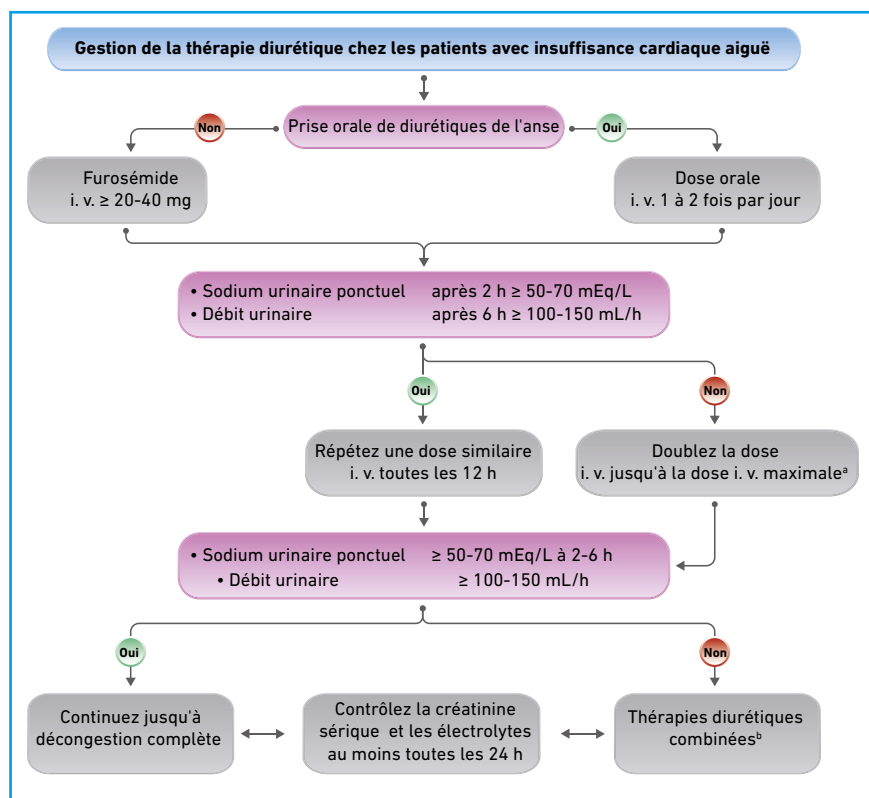 Gestion de la thérapie diurétique chez les patients avec insuffisance cardiaque aiguë
Non
Prise orale de diurétiques de l'anse
Oui
Furosémide
i. v. ≥ 20-40 mg
Dose orale
i. v. 1 à 2 fois par jour
• Sodium urinaire ponctuel après 2 h ≥ 50-70 mEq/L
• Débit urinaire après 6 h ≥ 100-150 mL/h
Oui
Non
Répétez une dose similaire
i. v. toutes les 12 h
Doublez la dose
i. v. jusqu'à la dose i. v. maximaleᵃ
• Sodium urinaire ponctuel ≥ 50-70 mEq/L à 2-6 h
• Débit urinaire ≥ 100-150 mL/h
Oui
Non
Continuez jusqu'à
décongestion complète
Contrôlez la créatinine
sérique et les électrolytes
au moins toutes les 24 h
Thérapies diurétiques
combinéesᵇ